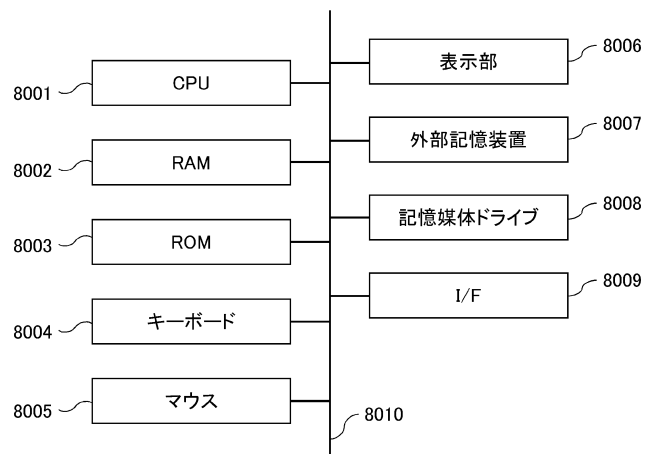 8001
CPU
8002
RAM
8003
ROM
8004
キーボード
8005
マウス
表示部
8006
外部記憶装置
8007
記憶媒体ドライブ
8008
I/F
8009
8010